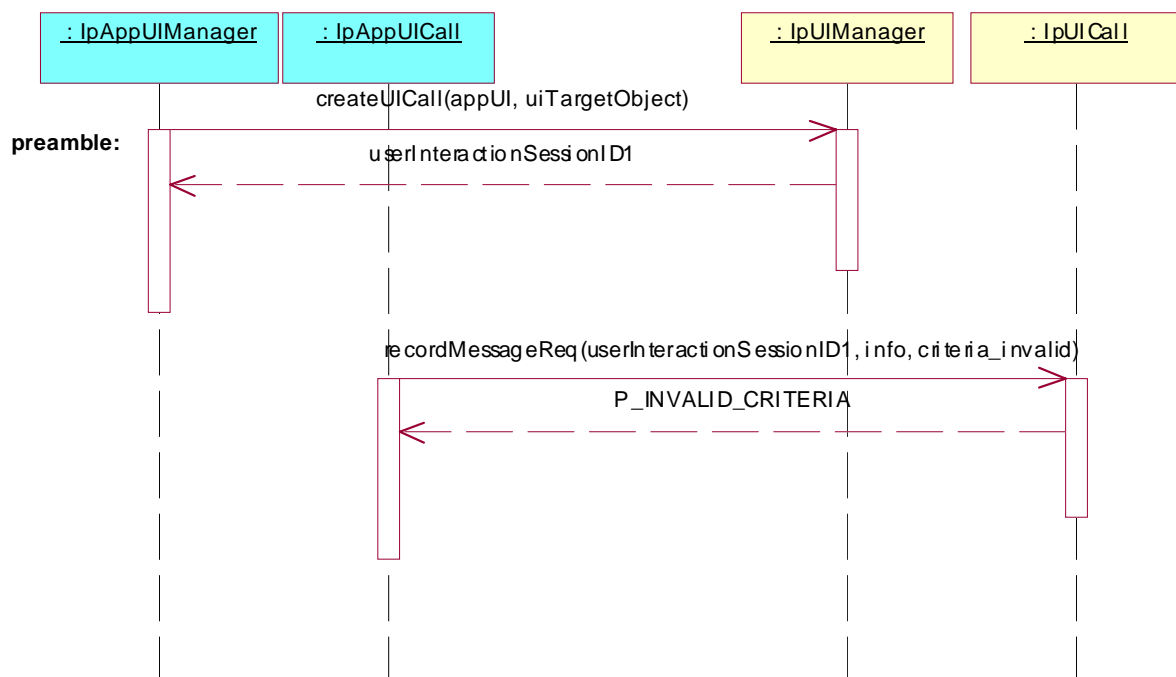 : IpAppUIManager
: IpAppUICall
: IpUIManager
: IpUICall
createUICall(appUI, uiTargetObject)
preamble:
userInteractionSessionID1
recordMessageReq(userInteractionSessionID1, info, criteria_invalid)
P_INVALID_CRITERIA